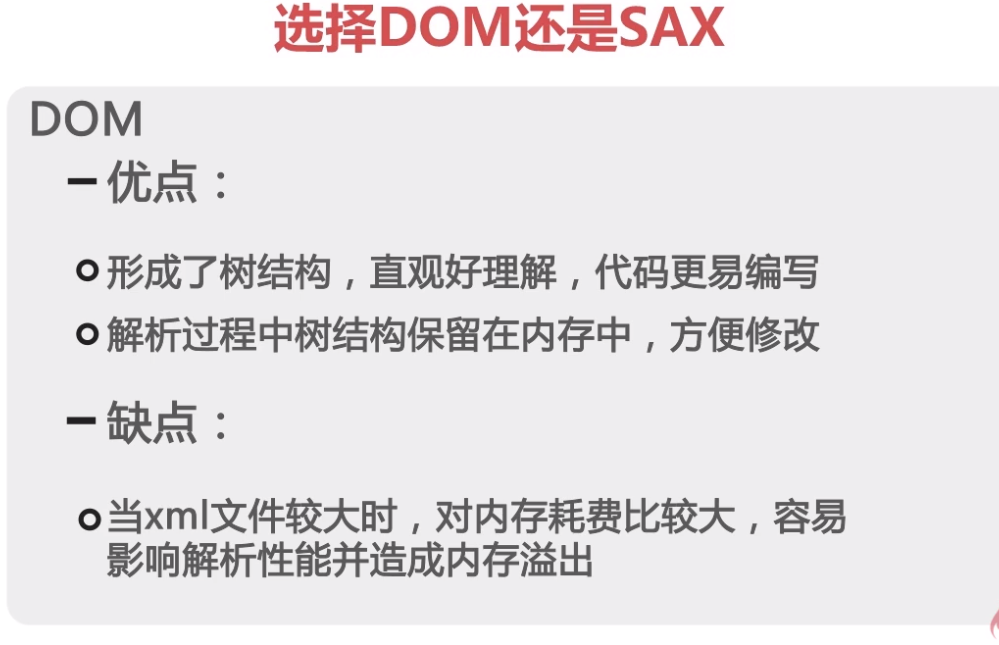 选择DOM还是SAX
DOM
– 优点：
形成了树结构，直观好理解，代码更易编写
解析过程中树结构保留在内存中，方便修改
– 缺点：
当xml文件较大时，对内存耗费比较大，容易
影响解析性能并造成内存溢出